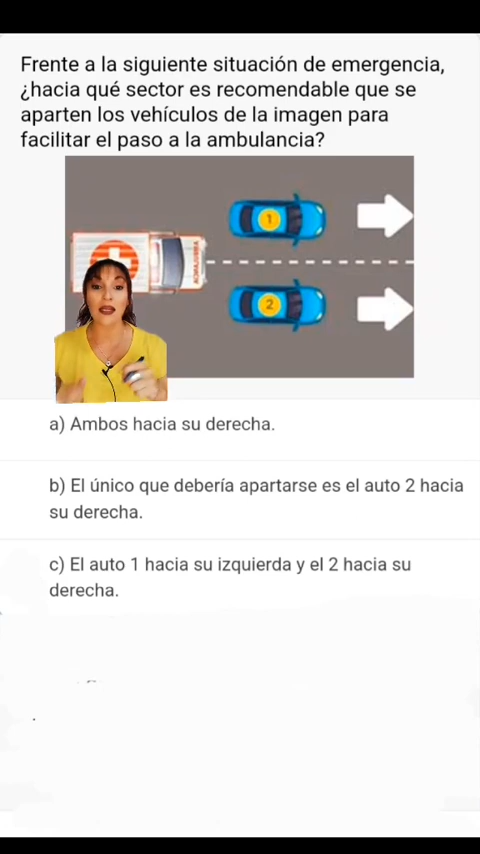 Frente a la siguiente situación de emergencia,
¿hacia qué sector es recomendable que se
aparten los vehículos de la imagen para
facilitar el paso a la ambulancia?
1
AMBULANCIA
2
a) Ambos hacia su derecha.
b) El único que debería apartarse es el auto 2 hacia
su derecha.
c) El auto 1 hacia su izquierda y el 2 hacia su
derecha.